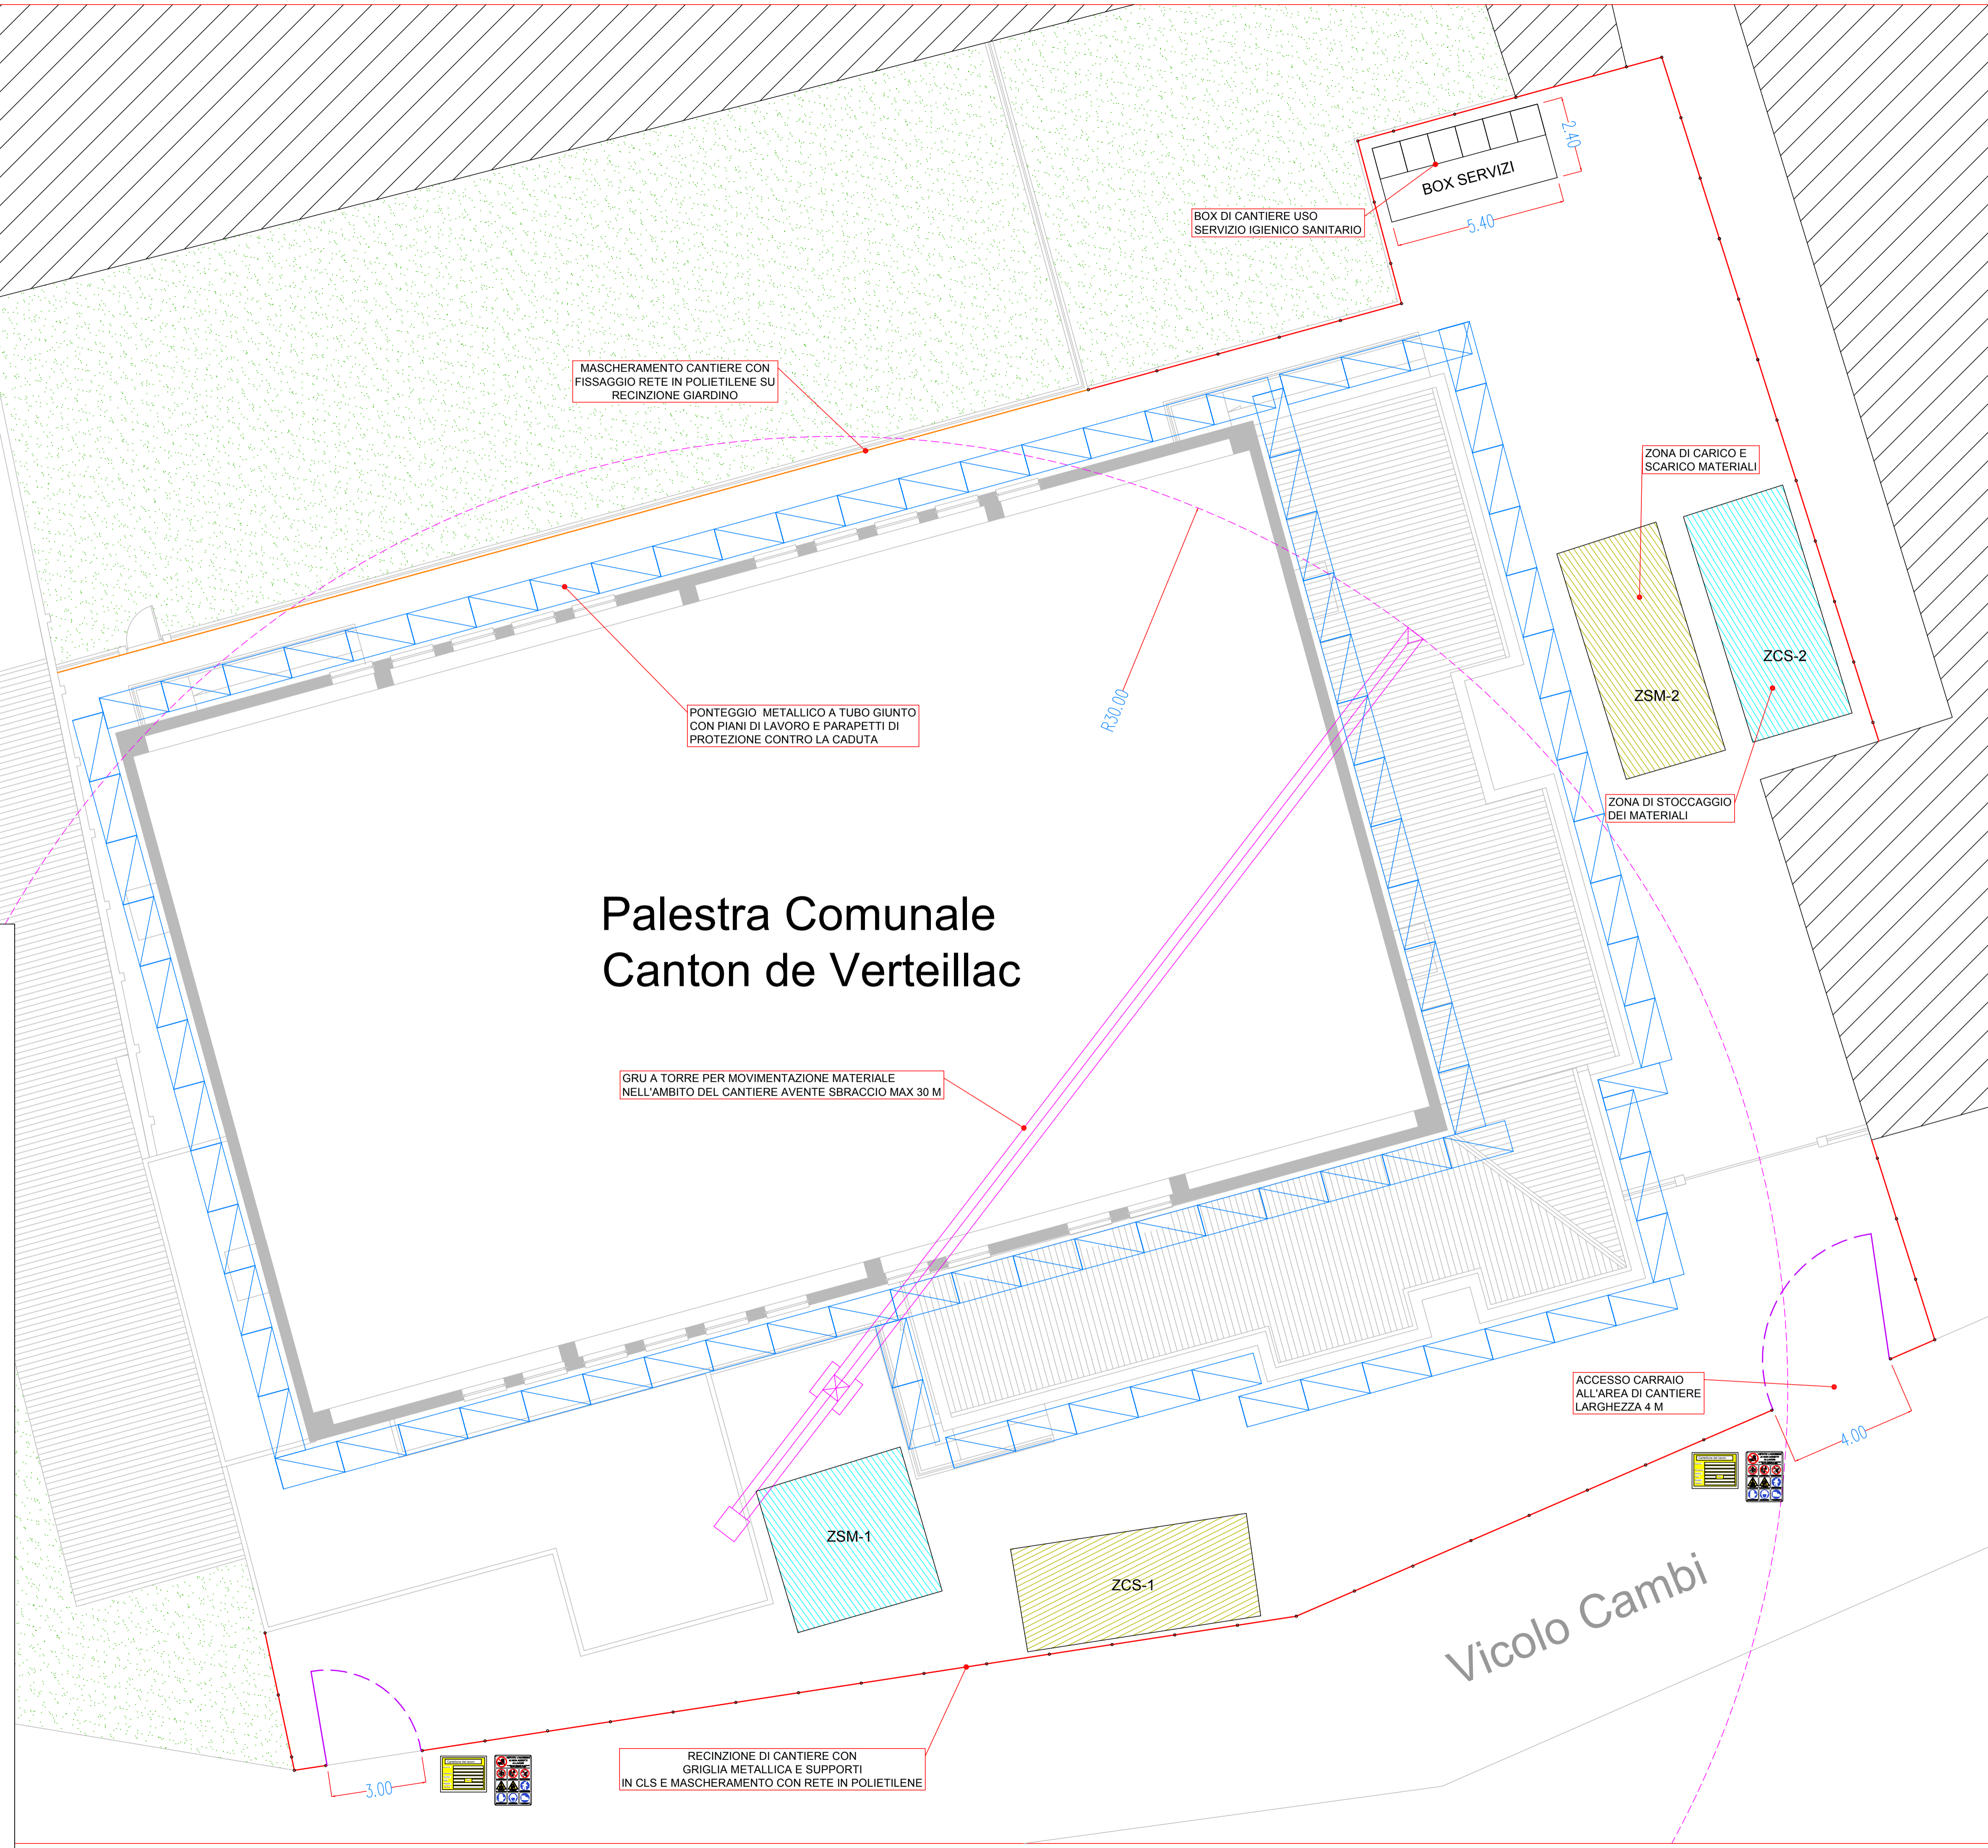 2.40
BOX SERVIZI
5.40
BOX DI CANTIERE USO
SERVIZIO IGIENICO SANITARIO
MASCHERAMENTO CANTIERE CON
FISSAGGIO RETE IN POLIETILENE SU
RECINZIONE GIARDINO
ZONA DI CARICO E
SCARICO MATERIALI
ZCS-2
ZSM-2
R30.00
PONTEGGIO METALLICO A TUBO GIUNTO
CON PIANI DI LAVORO E PARAPETTI DI
PROTEZIONE CONTRO LA CADUTA
ZONA DI STOCCAGGIO
DEI MATERIALI
Palestra Comunale
Canton de Verteillac
GRU A TORRE PER MOVIMENTAZIONE MATERIALE
NELL'AMBITO DEL CANTIERE AVENTE SBRACCIO MAX 30 M
ACCESSO CARRAIO
ALL'AREA DI CANTIERE
LARGHEZZA 4 M
4.00
ZSM-1
ZCS-1
Vicolo Cambi
RECINZIONE DI CANTIERE CON
GRIGLIA METALLICA E SUPPORTI
IN CLS E MASCHERAMENTO CON RETE IN POLIETILENE
3.00